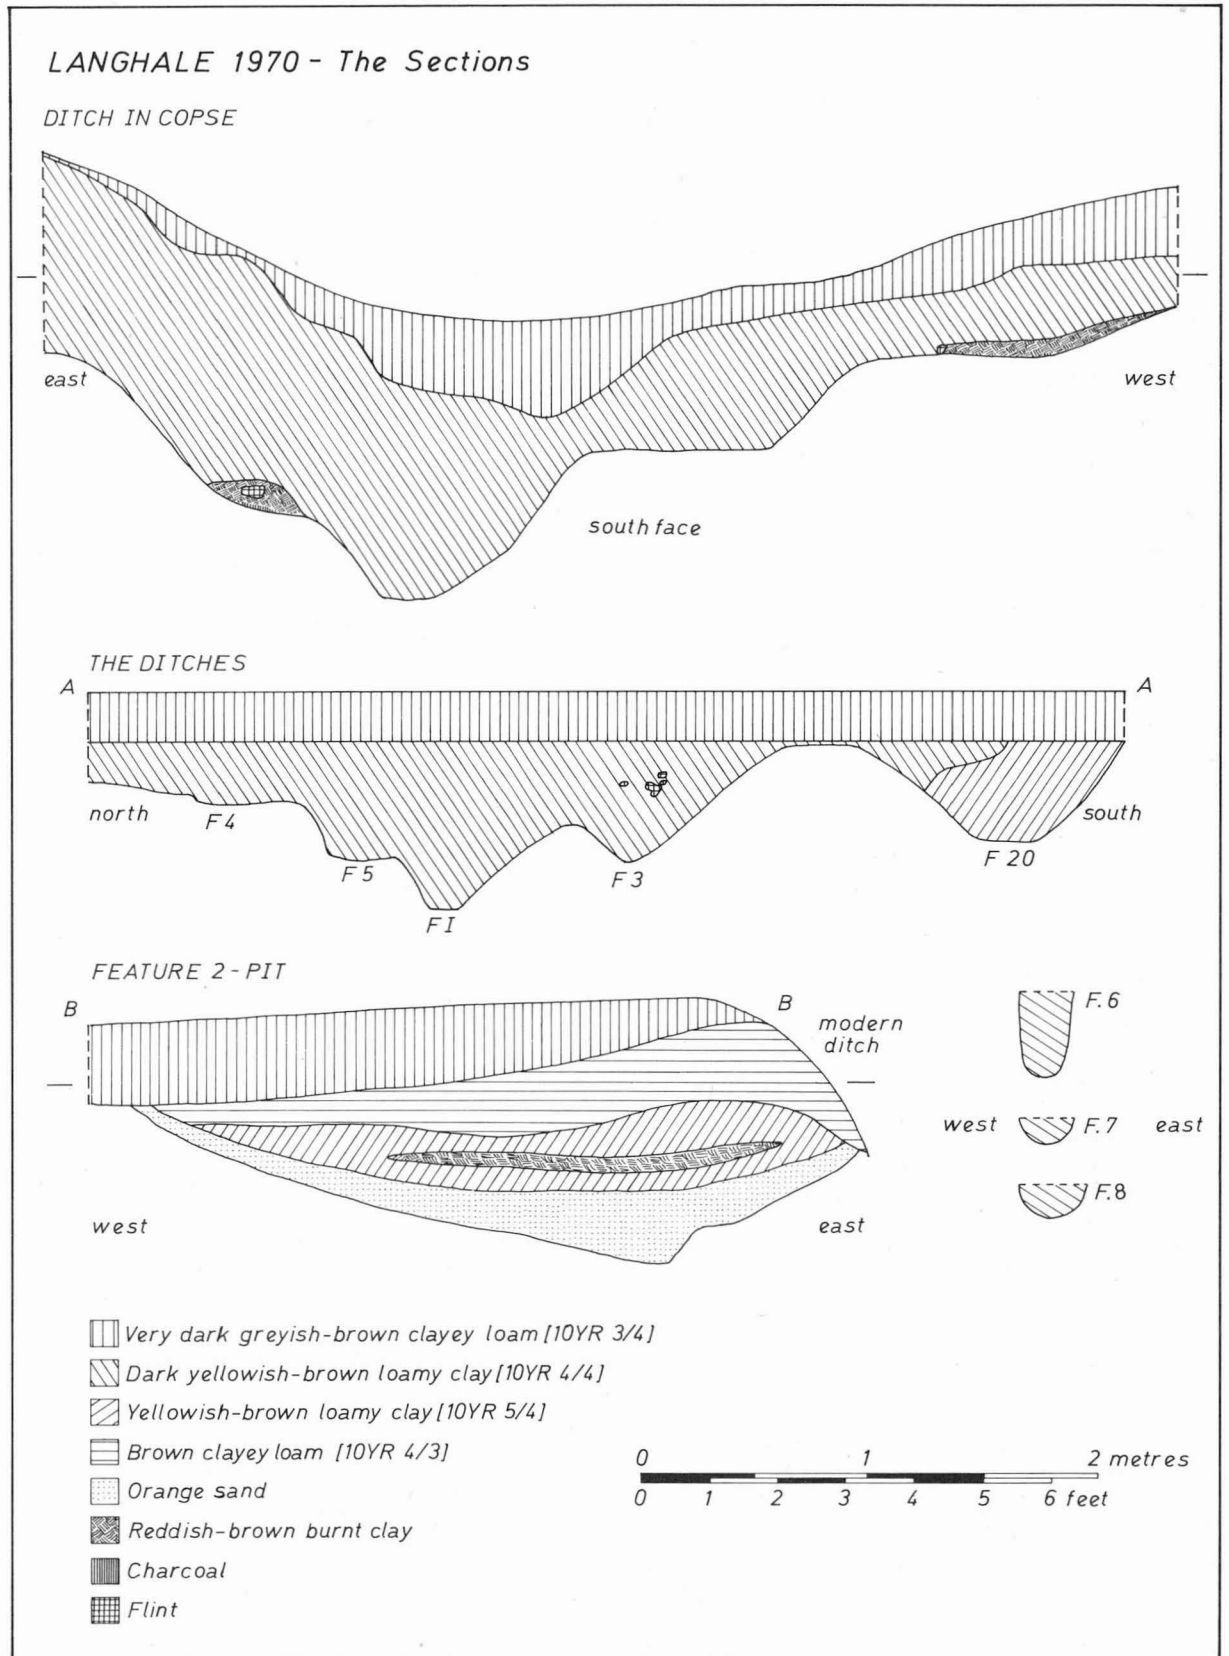 LANGHALE 1970 - The Sections
DITCH IN COPSE
east
west
south face
THE DITCHES
A A
north
F4
F5
F1
F3
F 20
south
FEATURE 2 - PIT
B B
modern
ditch
F.6
west F.7 east
F.8
west east
Very dark greyish-brown clayey loam [10YR 3/4]
Dark yellowish-brown loamy clay [10YR 4/4]
Yellowish-brown loamy clay [10YR 5/4]
Brown clayey loam [10YR 4/3]
Orange sand
Reddish-brown burnt clay
Charcoal
Flint
0 1 2 metres
0 1 2 3 4 5 6 feet